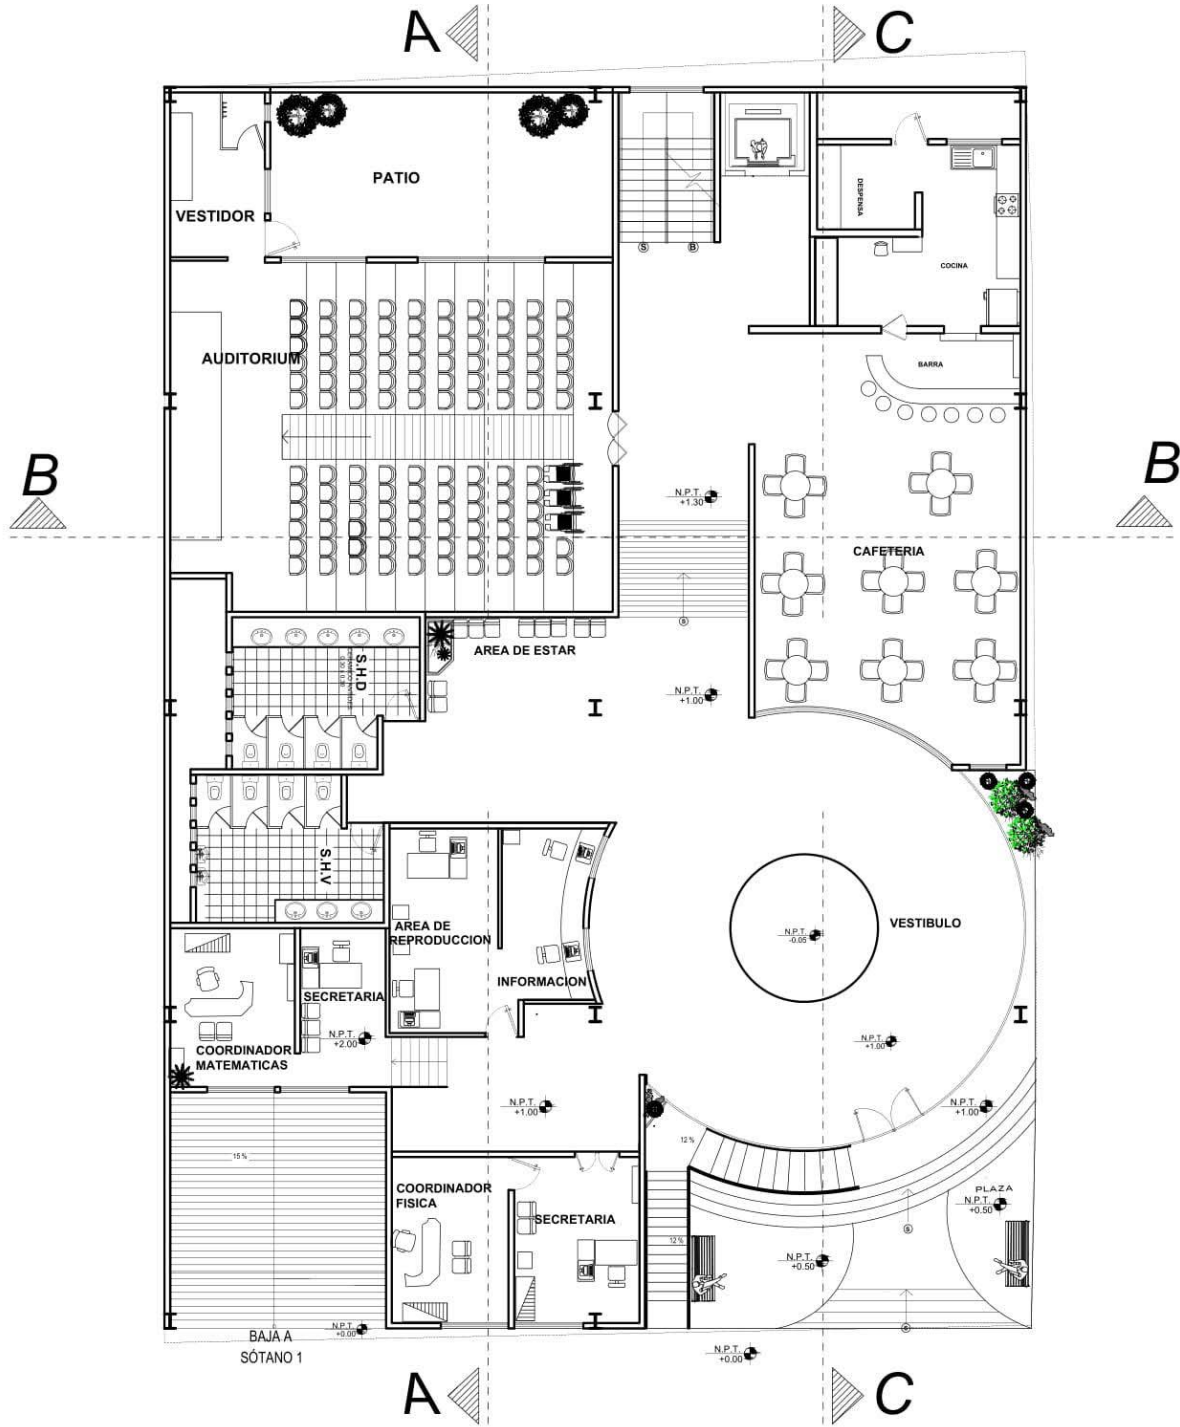 A
C
PATIO
VESTIDOR
DESPENSA
S
B
COCINA
AUDITORIUM
BARRA
B
B
N.P.T.
+1.30
CAFETERIA
S
AREA DE ESTAR
S.H.D
N.P.T.
+1.00
S.H.V
AREA DE
REPRODUCCION
VESTIBULO
N.P.T.
-0.05
INFORMACION
SECRETARIA
N.P.T.
+2.00
N.P.T.
+1.00
COORDINADOR
MATEMATICAS
N.P.T.
+1.00
N.P.T.
+1.00
12 %
15 %
COORDINADOR
FISICA
PLAZA
N.P.T.
+0.50
SECRETARIA
S
12 %
N.P.T.
+0.50
N.P.T.
+0.00
S
BAJA A
SÓTANO 1
N.P.T.
+0.00
A
C